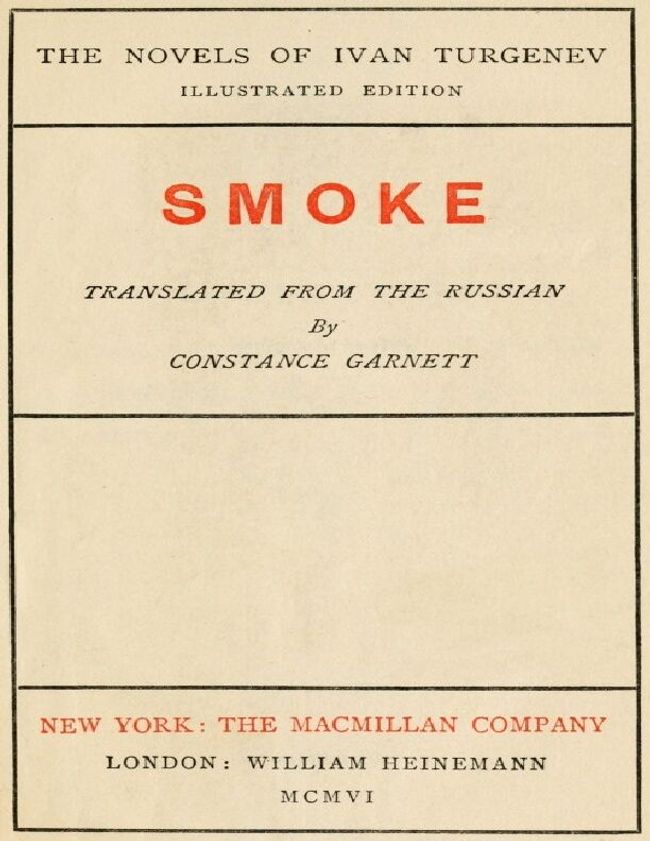 THE NOVELS OF IVAN TURGENEV
ILLUSTRATED EDITION
SMOKE
TRANSLATED FROM THE RUSSIAN
By
CONSTANCE GARNETT
NEW YORK: THE MACMILLAN COMPANY
LONDON: WILLIAM HEINEMANN
MCMVI